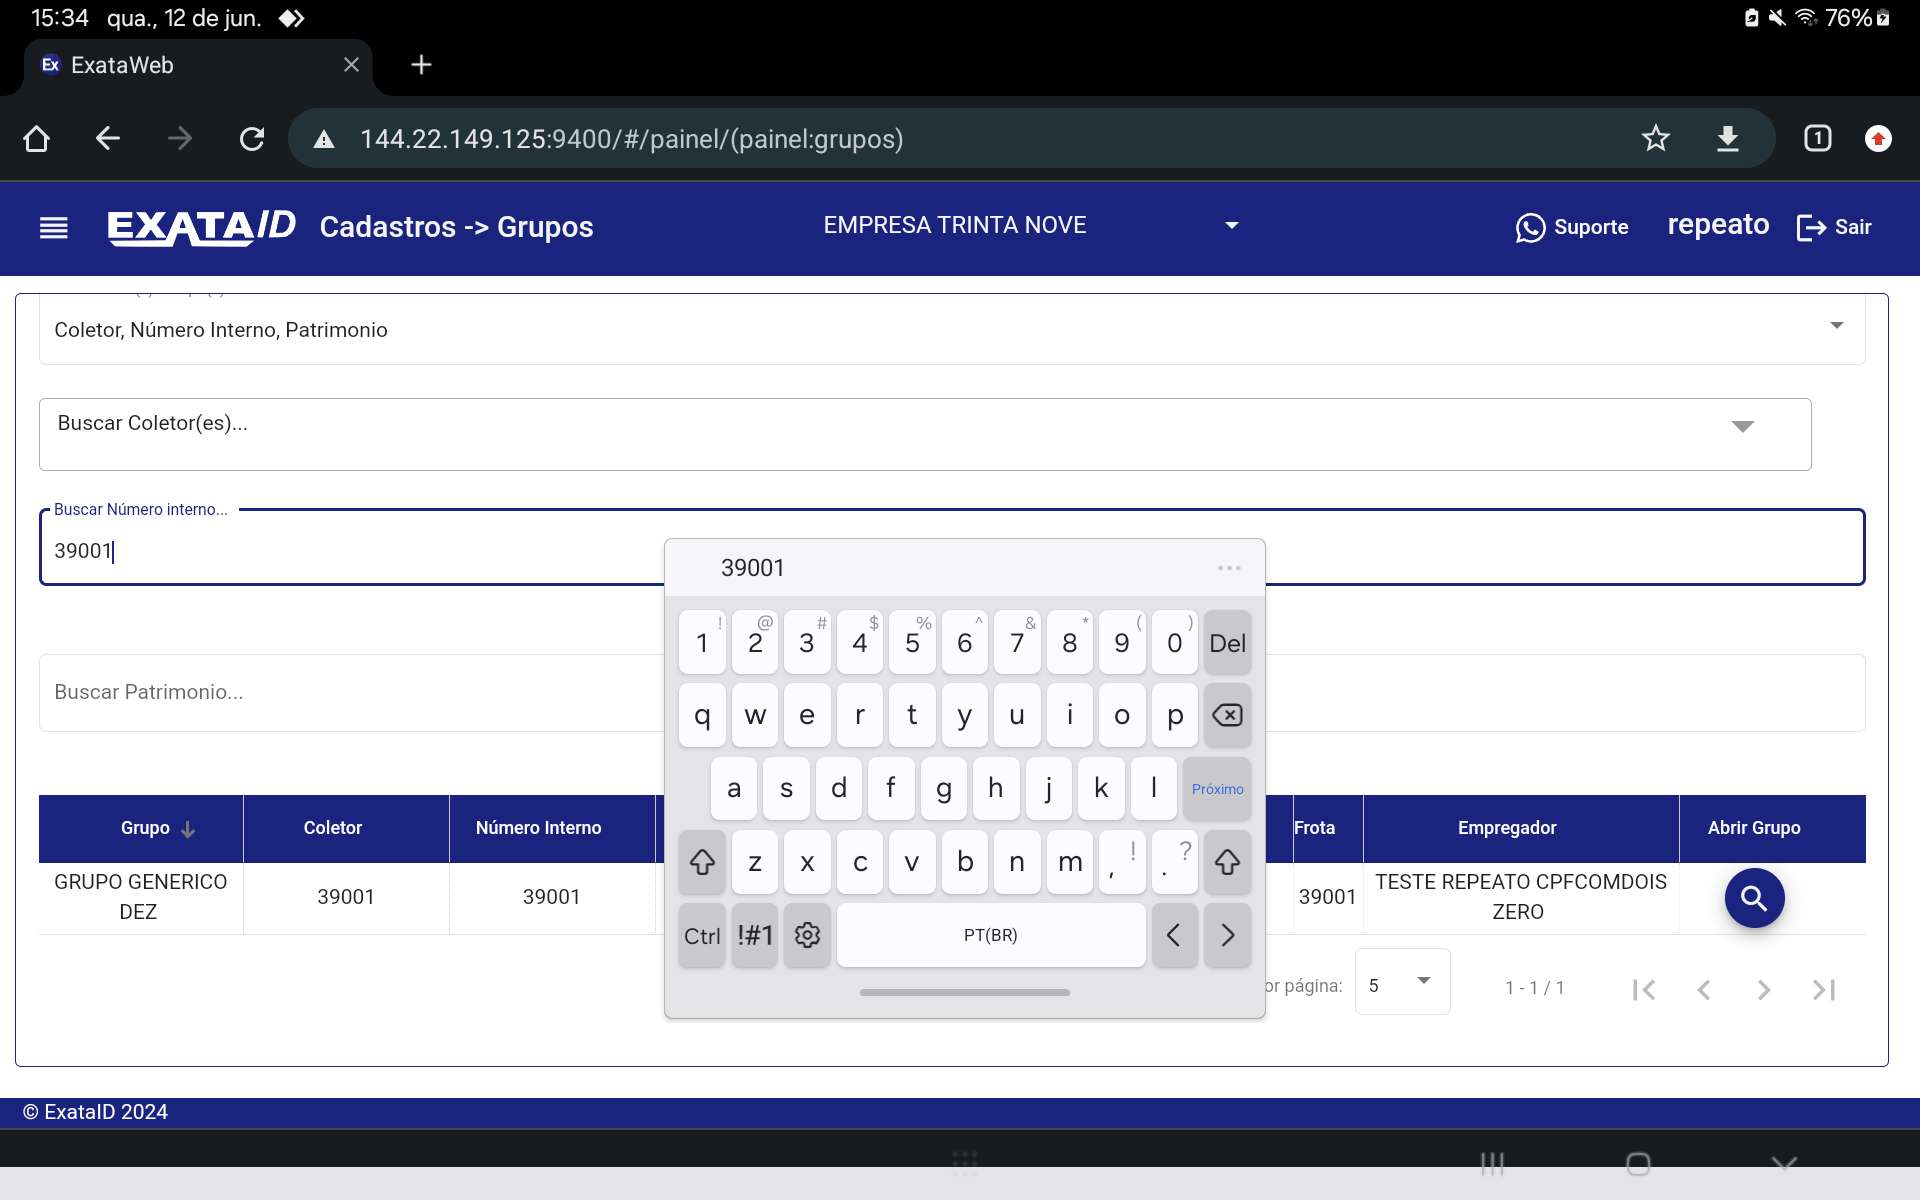 15:34 qua., 12 de jun. 76%
Ex ExataWeb
144.22.149.125:9400/#/painel/(painel:grupos) 1
EXATA/D Cadastros -> Grupos EMPRESA TRINTA NOVE Suporte repeato Sair
Coletor, Número Interno, Patrimonio
Buscar Coletor(es)...
Buscar Número interno...
39001
39001
! @ # $ % ^ & * ( )
1 2 3 4 5 6 7 8 9 0 Del
Buscar Patrimonio...
q w e r t y u i o p
a s d f g h j k l Próximo
Grupo Coletor Número Interno Frota Empregador Abrir Grupo
z x c v b n m , ! . ?
GRUPO GENERICO DEZ 39001 39001 39001 TESTE REPEATO CPFCOMDOIS ZERO
Ctrl !#1 PT(BR)
or página: 5 1 - 1 / 1
© ExataID 2024